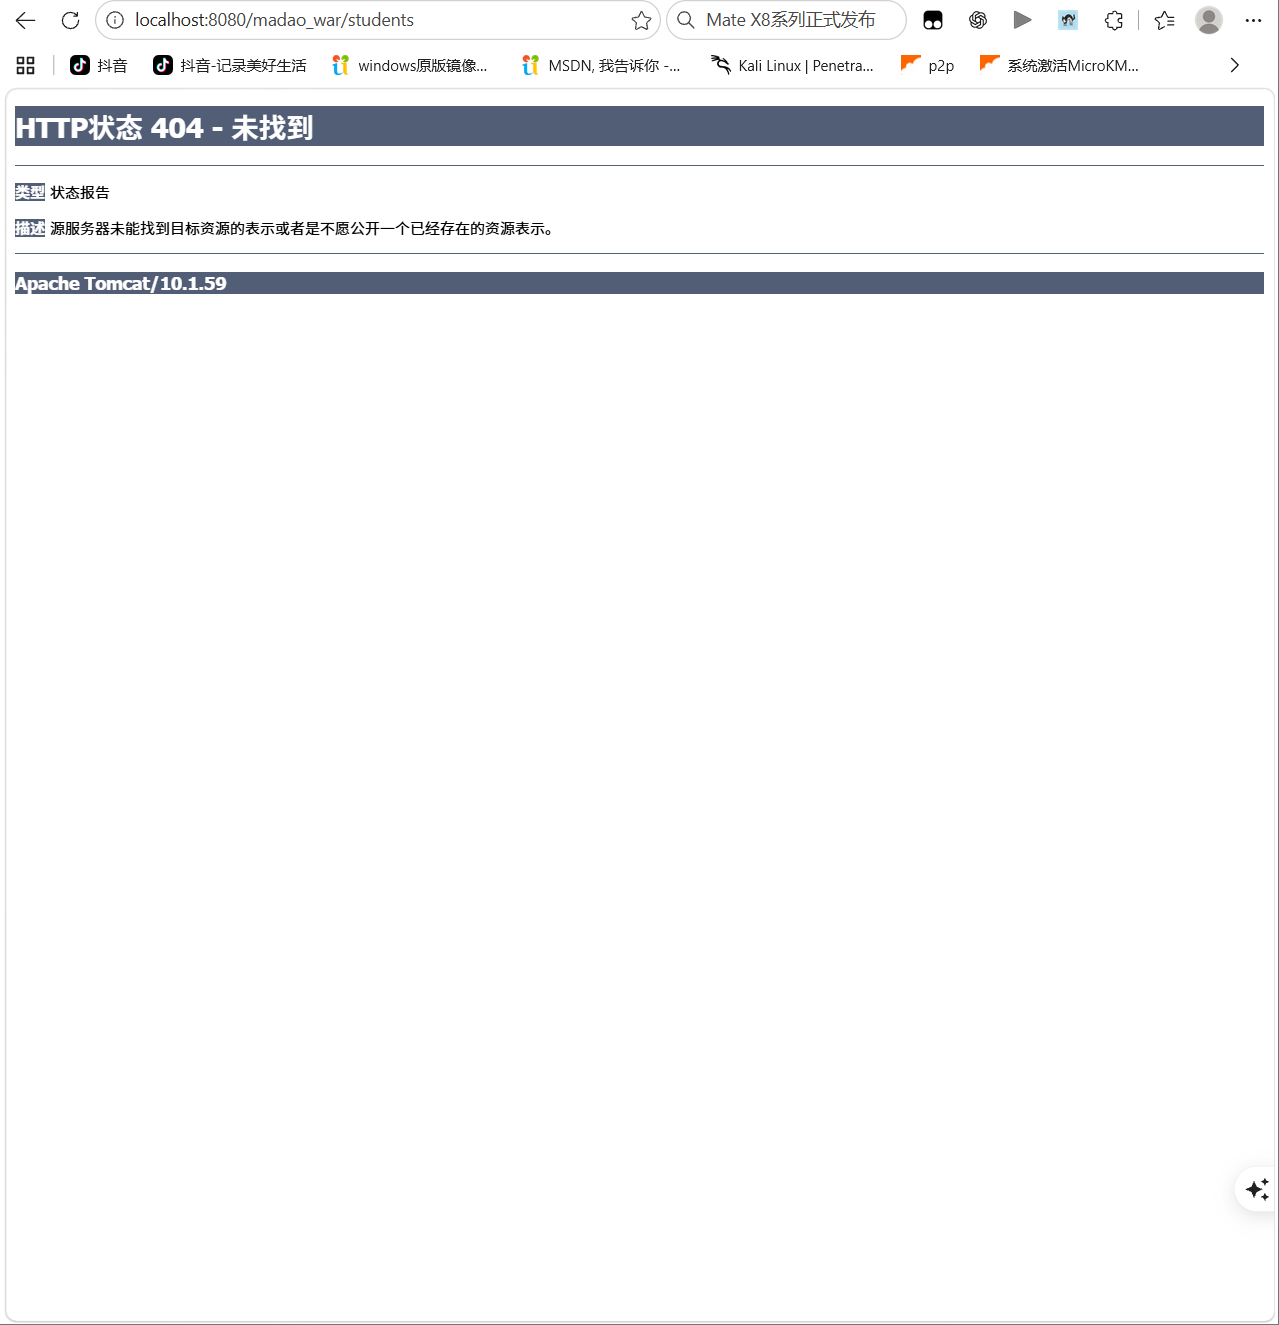 localhost:8080/madao_war/students
Mate X8系列正式发布
抖音
抖音-记录美好生活
windows原版镜像...
MSDN, 我告诉你 -...
Kali Linux | Penetra...
p2p
系统激活MicroKM...
HTTP状态 404 - 未找到
类型 状态报告
描述 源服务器未能找到目标资源的表示或者是不愿公开一个已经存在的资源表示。
Apache Tomcat/10.1.59